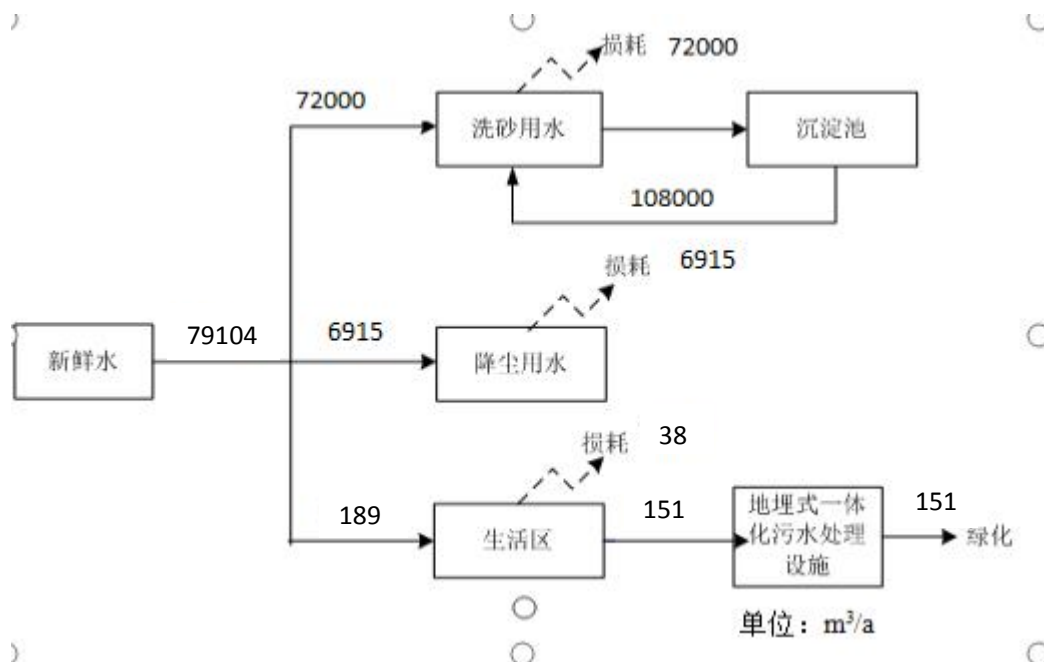 损耗 72000
72000
洗砂用水
沉淀池
108000
损耗 6915
新鲜水
79104
6915
降尘用水
损耗 38
189
生活区
151
地埋式一体
化污水处理
设施
151
绿化
单位：m³/a